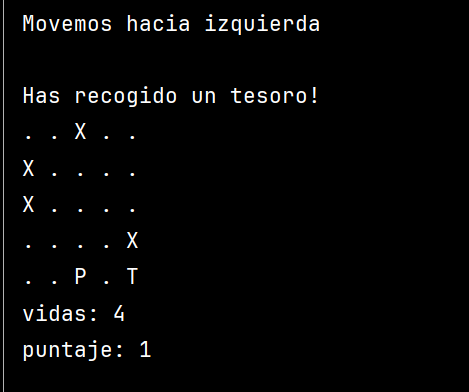 Movemos hacia izquierda
Has recogido un tesoro!
. . X . .
X . . . .
X . . . .
. . . . X
. . P . T
vidas: 4
puntaje: 1